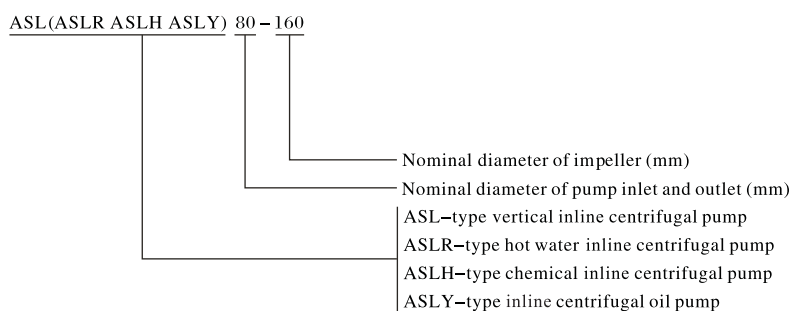 ASL(ASLR ASLH ASLY) 80-160
Nominal diameter of impeller (mm)
Nominal diameter of pump inlet and outlet (mm)
ASL-type vertical inline centrifugal pump
ASLR-type hot water inline centrifugal pump
ASLH-type chemical inline centrifugal pump
ASLY-type inline centrifugal oil pump